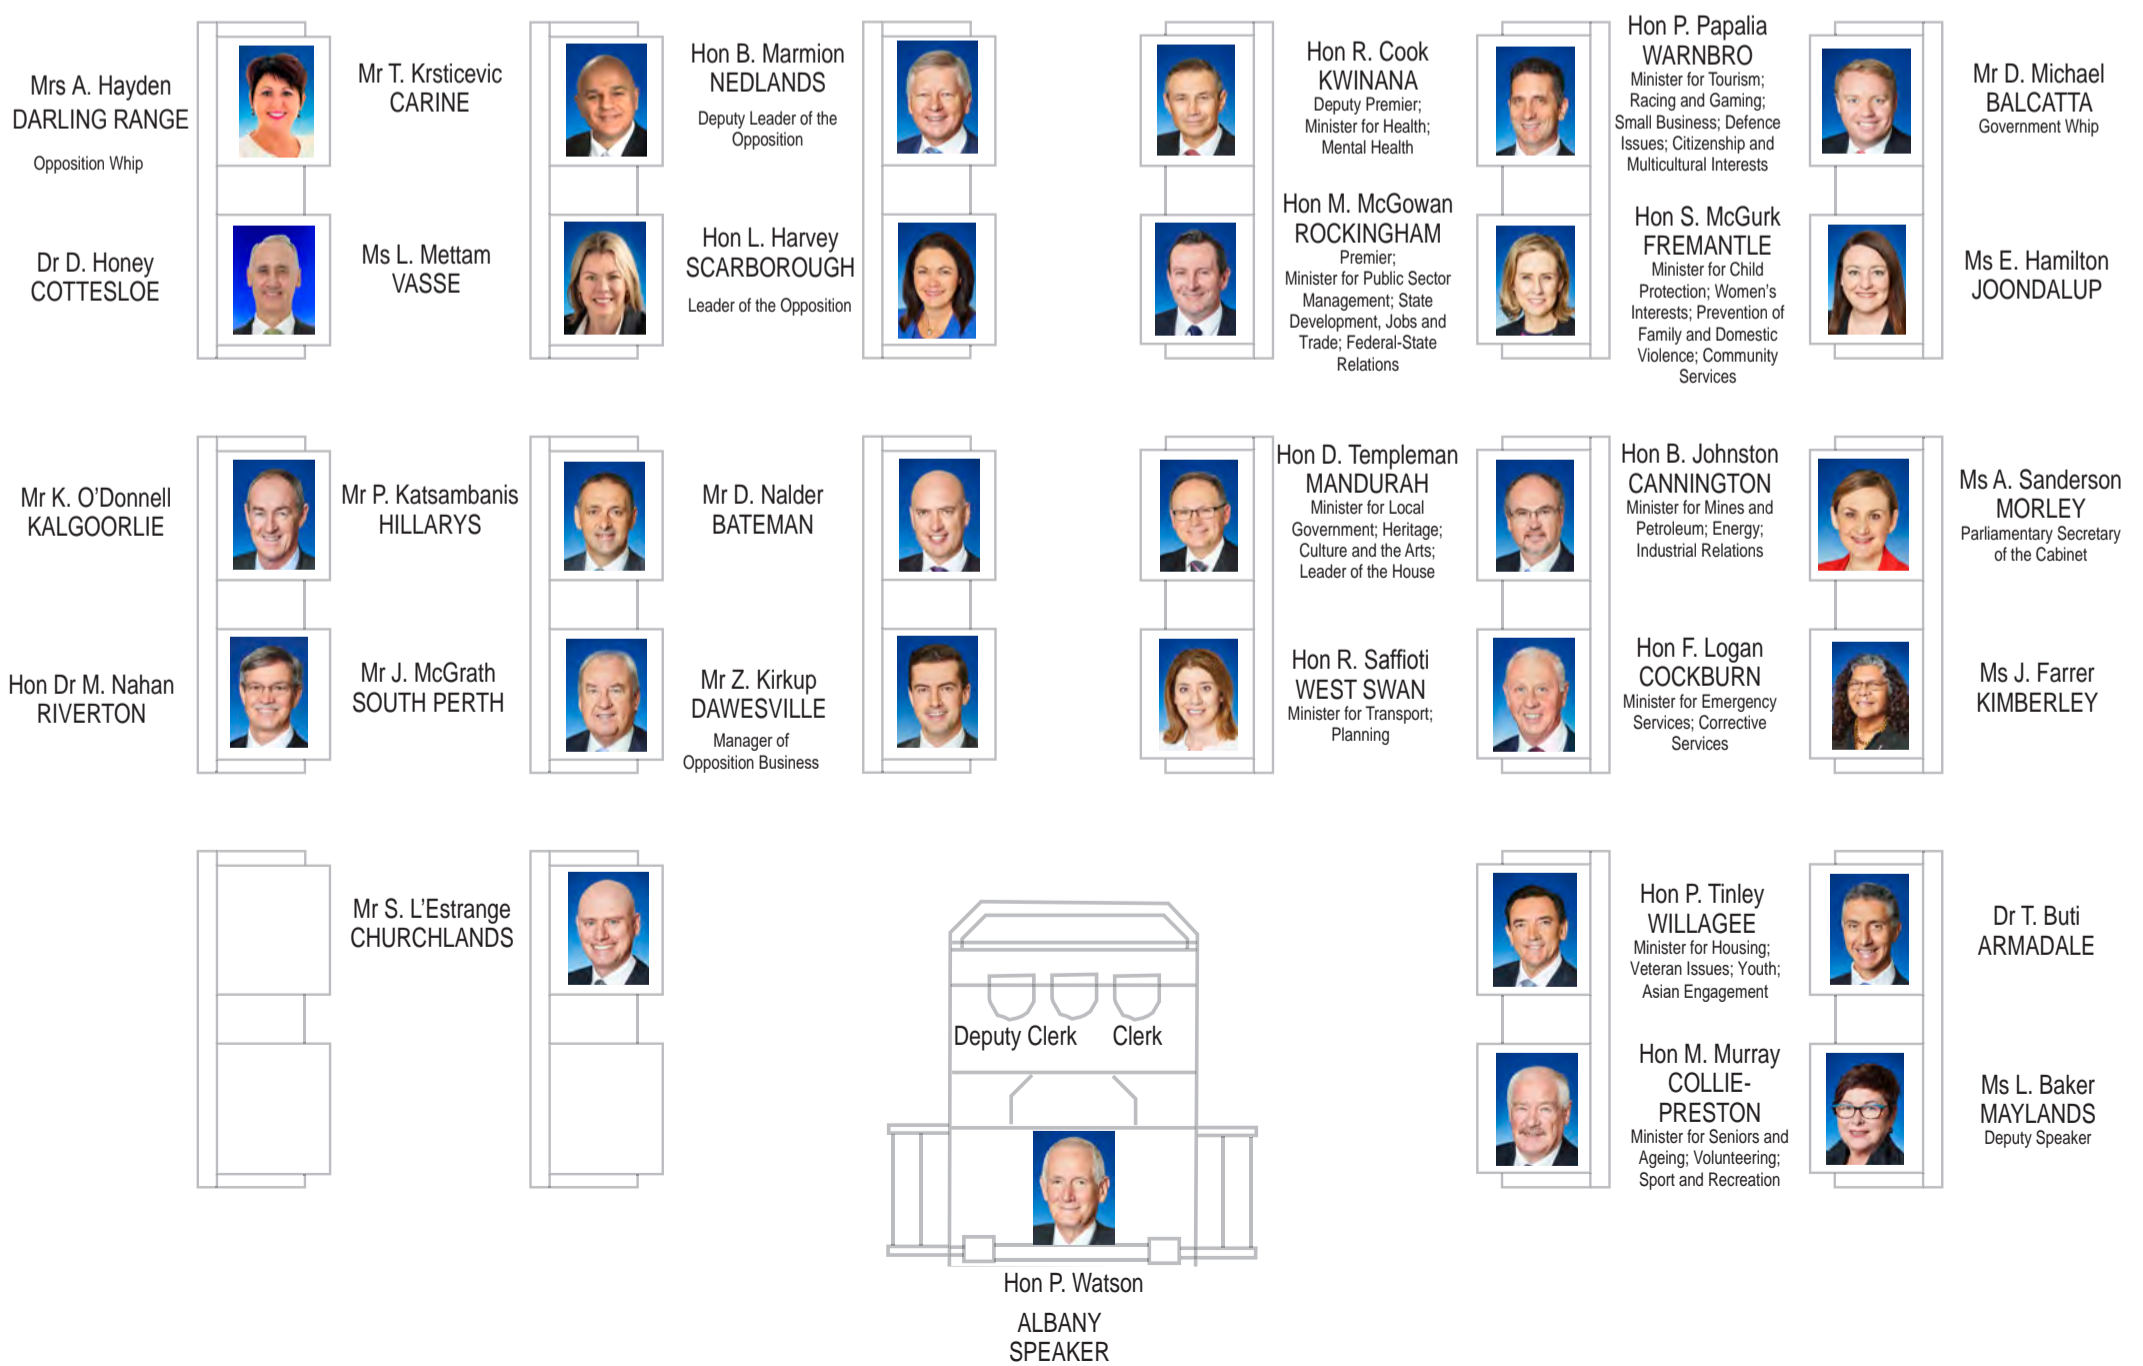 Mrs A. Hayden
DARLING RANGE
Opposition Whip
Mr T. Krsticevic
CARINE
Hon B. Marmion
NEDLANDS
Deputy Leader of the
Opposition
Hon R. Cook
KWINANA
Deputy Premier;
Minister for Health;
Mental Health
Hon P. Papalia
WARNBRO
Minister for Tourism;
Racing and Gaming;
Small Business; Defence
Issues; Citizenship and
Multicultural Interests
Mr D. Michael
BALCATTA
Government Whip
Dr D. Honey
COTTESLOE
Ms L. Mettam
VASSE
Hon L. Harvey
SCARBOROUGH
Leader of the Opposition
Hon M. McGowan
ROCKINGHAM
Premier;
Minister for Public Sector
Management; State
Development, Jobs and
Trade; Federal-State
Relations
Hon S. McGurk
FREMANTLE
Minister for Child
Protection; Women's
Interests; Prevention of
Family and Domestic
Violence; Community
Services
Ms E. Hamilton
JOONDALUP
Mr K. O'Donnell
KALGOORLIE
Mr P. Katsambanis
HILLARYS
Mr D. Nalder
BATEMAN
Hon D. Templeman
MANDURAH
Minister for Local
Government; Heritage;
Culture and the Arts;
Leader of the House
Hon B. Johnston
CANNINGTON
Minister for Mines and
Petroleum; Energy;
Industrial Relations
Ms A. Sanderson
MORLEY
Parliamentary Secretary
of the Cabinet
Hon Dr M. Nahan
RIVERTON
Mr J. McGrath
SOUTH PERTH
Mr Z. Kirkup
DAWESVILLE
Manager of
Opposition Business
Hon R. Saffioti
WEST SWAN
Minister for Transport;
Planning
Hon F. Logan
COCKBURN
Minister for Emergency
Services; Corrective
Services
Ms J. Farrer
KIMBERLEY
Mr S. L'Estrange
CHURCHLANDS
Hon P. Tinley
WILLAGEE
Minister for Housing;
Veteran Issues; Youth;
Asian Engagement
Dr T. Buti
ARMADALE
Deputy Clerk
Clerk
Hon M. Murray
COLLIE-
PRESTON
Minister for Seniors and
Ageing; Volunteering;
Sport and Recreation
Ms L. Baker
MAYLANDS
Deputy Speaker
Hon P. Watson
ALBANY
SPEAKER